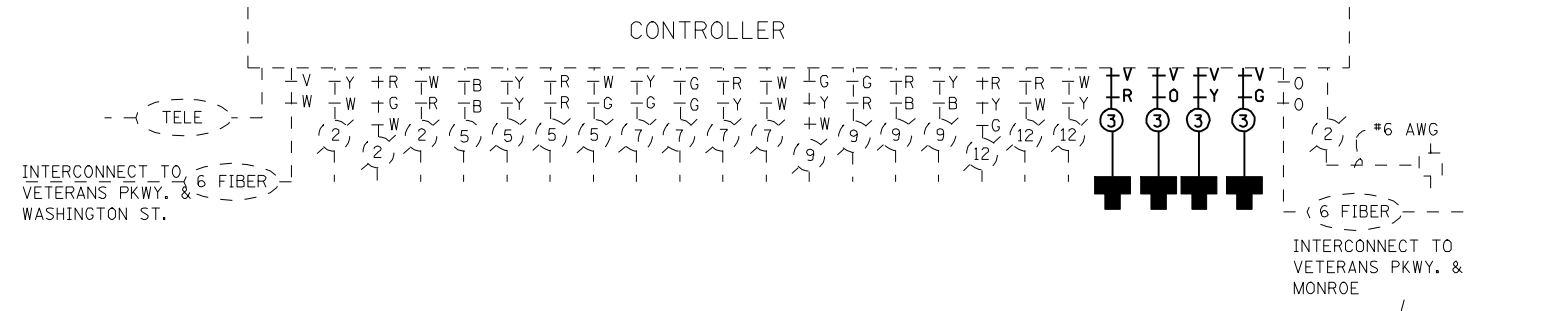 CONTROLLER
V Y R W B Y R W Y G R W G G R Y R R W V V V V O
W W G R B Y R G G G Y Y Y R B B Y W Y R O Y G O
W W G
2 2 2 5 5 5 5 7 7 7 7 9 9 9 9 12 12 12 3 3 3 3 2
TELE
#6 AWG
INTERCONNECT TO
VETERANS PKWY. &
WASHINGTON ST.
6 FIBER
6 FIBER
INTERCONNECT TO
VETERANS PKWY. &
MONROE